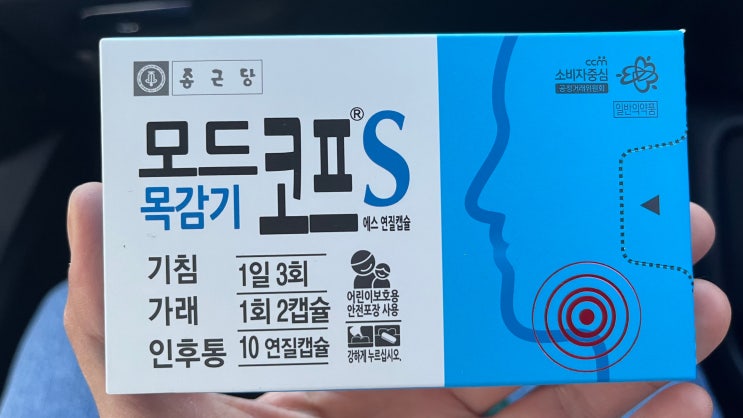 종근당
ccm
소비자중심
공정거래위원회
일반의약품
모드코프® S
목감기
에스 연질캡슐
기침 1일 3회
가래 1회 2캡슐
인후통 10 연질캡슐
어린이보호용
안전포장 사용
강하게 누르십시오.